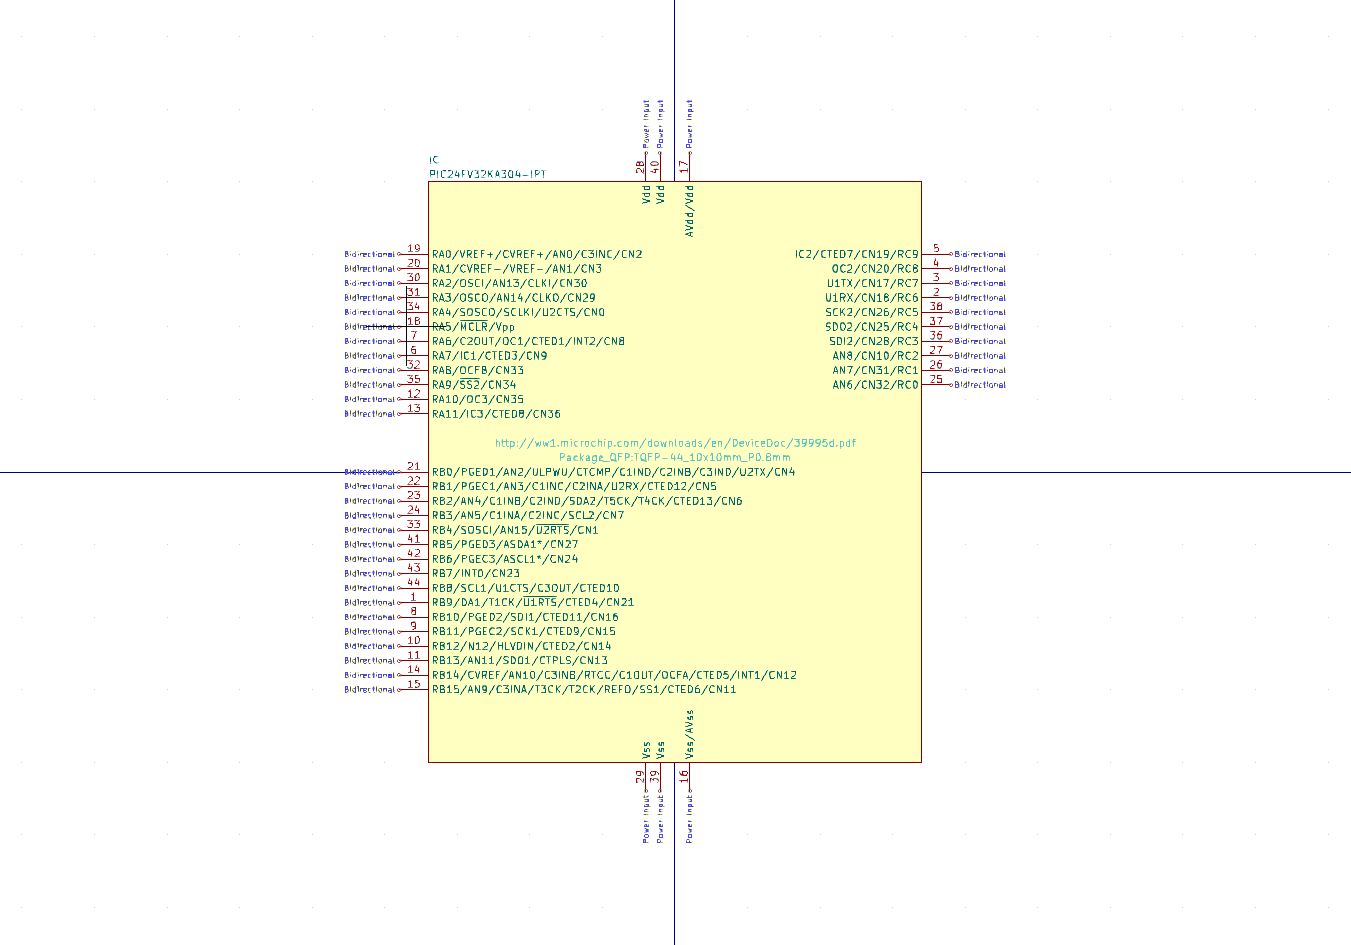 Power Input Power Input Power Input
28 40 17
IC
PIC24FV32KA304-IPT
Vdd Vdd AVdd/Vdd
Bidirectional 19 RA0/VREF+/CVREF+/AN0/C3INC/CN2 IC2/CTED7/CN19/RC9 5 Bidirectional
Bidirectional 20 RA1/CVREF-/VREF-/AN1/CN3 OC2/CN20/RC8 4 Bidirectional
Bidirectional 30 RA2/OSCI/AN13/CLKI/CN30 U1TX/CN17/RC7 3 Bidirectional
Bidirectional 31 RA3/OSCO/AN14/CLKO/CN29 U1RX/CN18/RC6 2 Bidirectional
Bidirectional 34 RA4/SOSCO/SCLKI/U2CTS/CN0 SCK2/CN26/RC5 38 Bidirectional
Bidirectional 18 RA5/MCLR/Vpp SDO2/CN25/RC4 37 Bidirectional
Bidirectional 7 RA6/C2OUT/OC1/CTED1/INT2/CN8 SDI2/CN28/RC3 36 Bidirectional
Bidirectional 6 RA7/IC1/CTED3/CN9 AN8/CN10/RC2 27 Bidirectional
Bidirectional 32 RA8/OCFB/CN33 AN7/CN31/RC1 26 Bidirectional
Bidirectional 35 RA9/SS2/CN34 AN6/CN32/RC0 25 Bidirectional
Bidirectional 12 RA10/OC3/CN35
Bidirectional 13 RA11/IC3/CTED8/CN36
http://ww1.microchip.com/downloads/en/DeviceDoc/39995d.pdf
Package_QFP:TQFP-44_10x10mm_P0.8mm
Bidirectional 21 RB0/PGED1/AN2/ULPWU/CTCMP/C1IND/C2INB/C3IND/U2TX/CN4
Bidirectional 22 RB1/PGEC1/AN3/C1INC/C2INA/U2RX/CTED12/CN5
Bidirectional 23 RB2/AN4/C1INB/C2IND/SDA2/T5CK/T4CK/CTED13/CN6
Bidirectional 24 RB3/AN5/C1INA/C2INC/SCL2/CN7
Bidirectional 33 RB4/SOSCI/AN15/U2RTS/CN1
Bidirectional 41 RB5/PGED3/ASDA1*/CN27
Bidirectional 42 RB6/PGEC3/ASCL1*/CN24
Bidirectional 43 RB7/INT0/CN23
Bidirectional 44 RB8/SCL1/U1CTS/C3OUT/CTED10
Bidirectional 1 RB9/DA1/T1CK/U1RTS/CTED4/CN21
Bidirectional 8 RB10/PGED2/SDI1/CTED11/CN16
Bidirectional 9 RB11/PGEC2/SCK1/CTED9/CN15
Bidirectional 10 RB12/N12/HLVDIN/CTED2/CN14
Bidirectional 11 RB13/AN11/SDO1/CTPLS/CN13
Bidirectional 14 RB14/CVREF/AN10/C3INB/RTCC/C1OUT/OCFA/CTED5/INT1/CN12
Bidirectional 15 RB15/AN9/C3INA/T3CK/T2CK/REFO/SS1/CTED6/CN11
Vss Vss Vss/AVss
29 39 16
Power Input Power Input Power Input